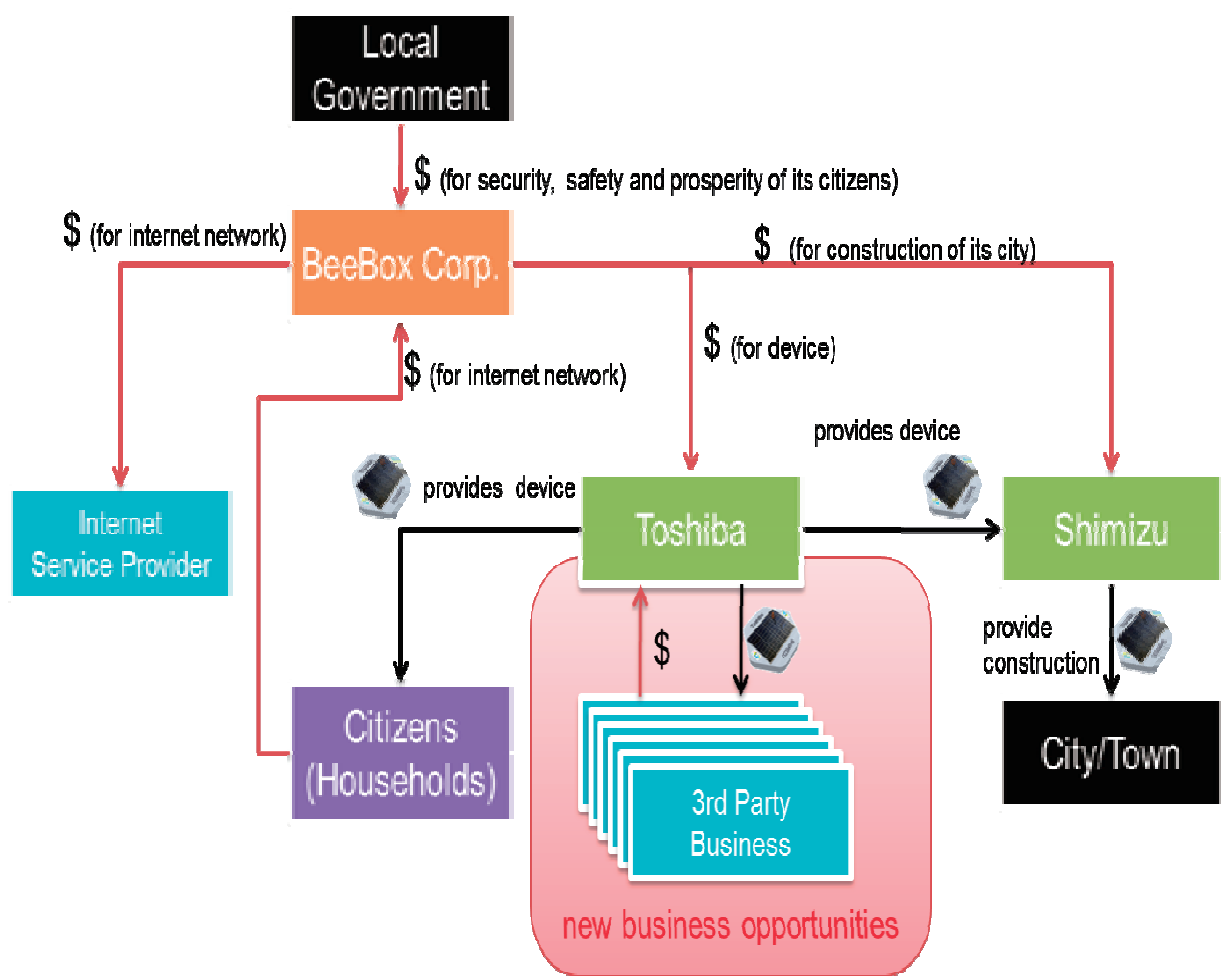 Local
Government
$ (for security, safety and prosperity of its citizens)
$ (for internet network)
BeeBox Corp.
$ (for construction of its city)
$ (for device)
$ (for internet network)
provides device
provides device
Internet
Service Provider
Toshiba
Shimizu
$
provide
construction
Citizens
(Households)
City/Town
3rd Party
Business
new business opportunities